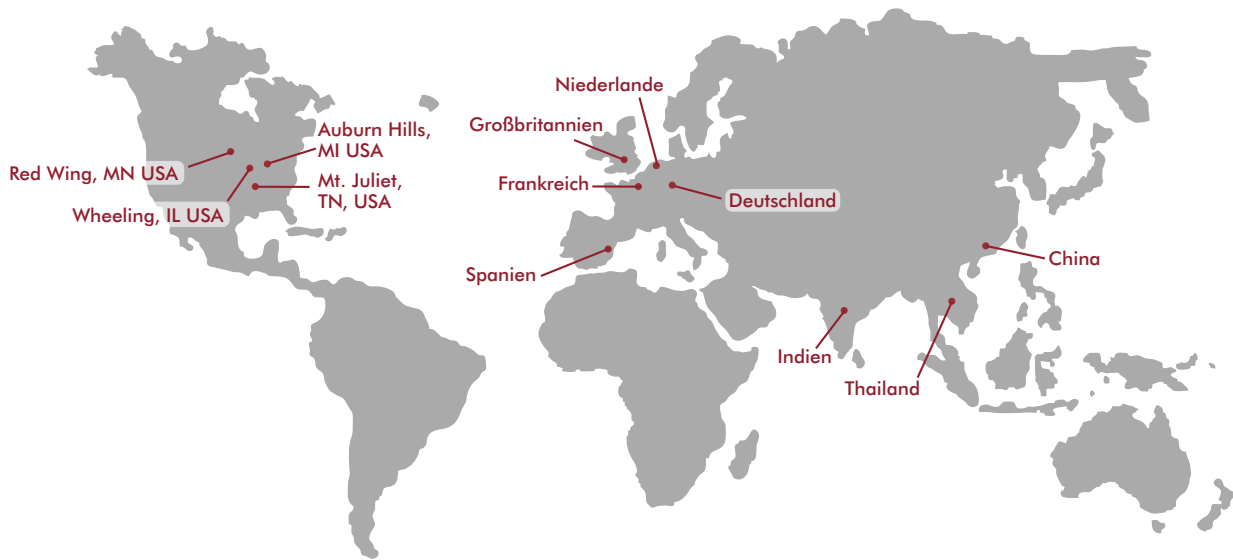 Niederlande
Großbritannien
Auburn Hills,
MI USA
Red Wing, MN USA
Mt. Juliet,
TN, USA
Wheeling, IL USA
Frankreich
Deutschland
Spanien
China
Indien
Thailand